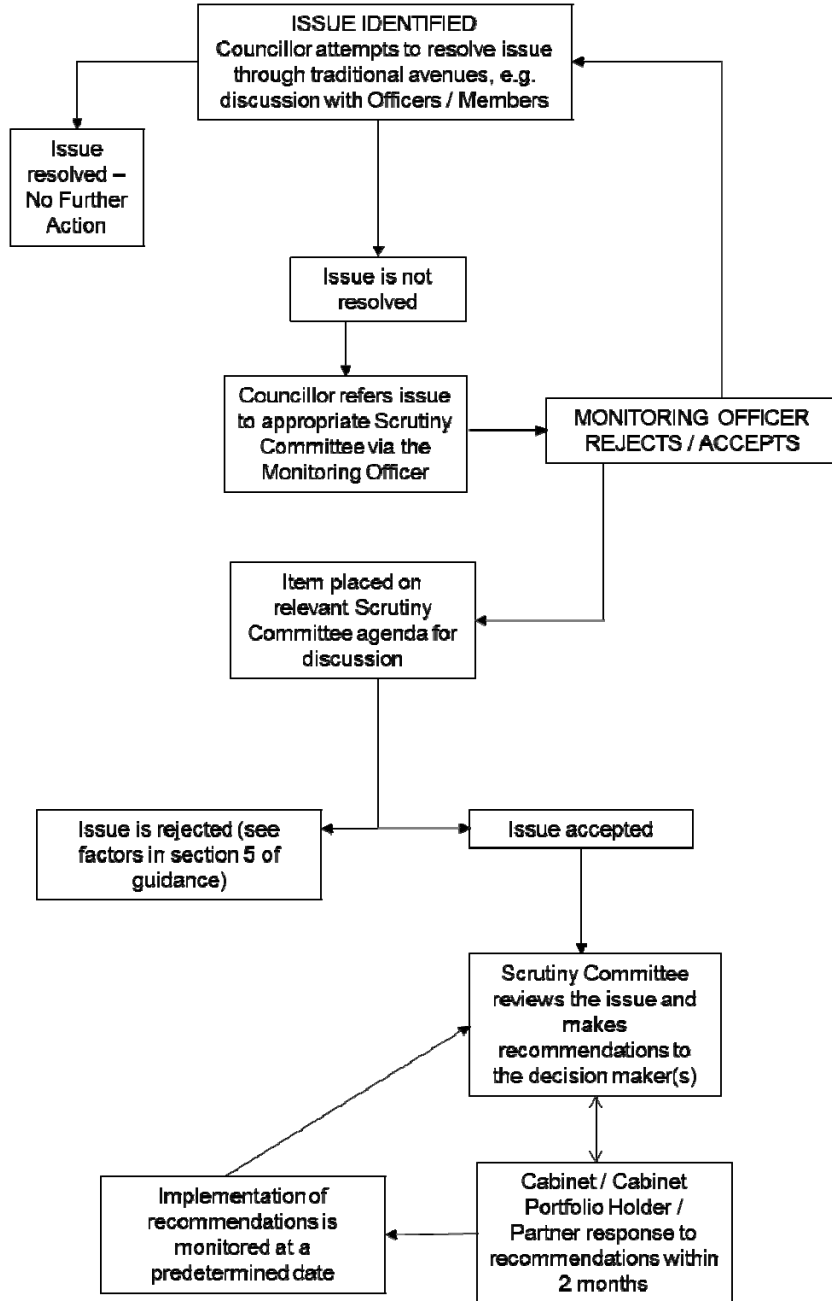 ISSUE IDENTIFIED
Councillor attempts to resolve issue
through traditional avenues, e.g.
discussion with Officers / Members
Issue
resolved –
No Further
Action
Issue is not
resolved
Councillor refers issue
to appropriate Scrutiny
Committee via the
Monitoring Officer
MONITORING OFFICER
REJECTS / ACCEPTS
Item placed on
relevant Scrutiny
Committee agenda for
discussion
Issue is rejected (see
factors in section 5 of
guidance)
Issue accepted
Scrutiny Committee
reviews the issue and
makes
recommendations to
the decision maker(s)
Implementation of
recommendations is
monitored at a
predetermined date
Cabinet / Cabinet
Portfolio Holder /
Partner response to
recommendations within
2 months